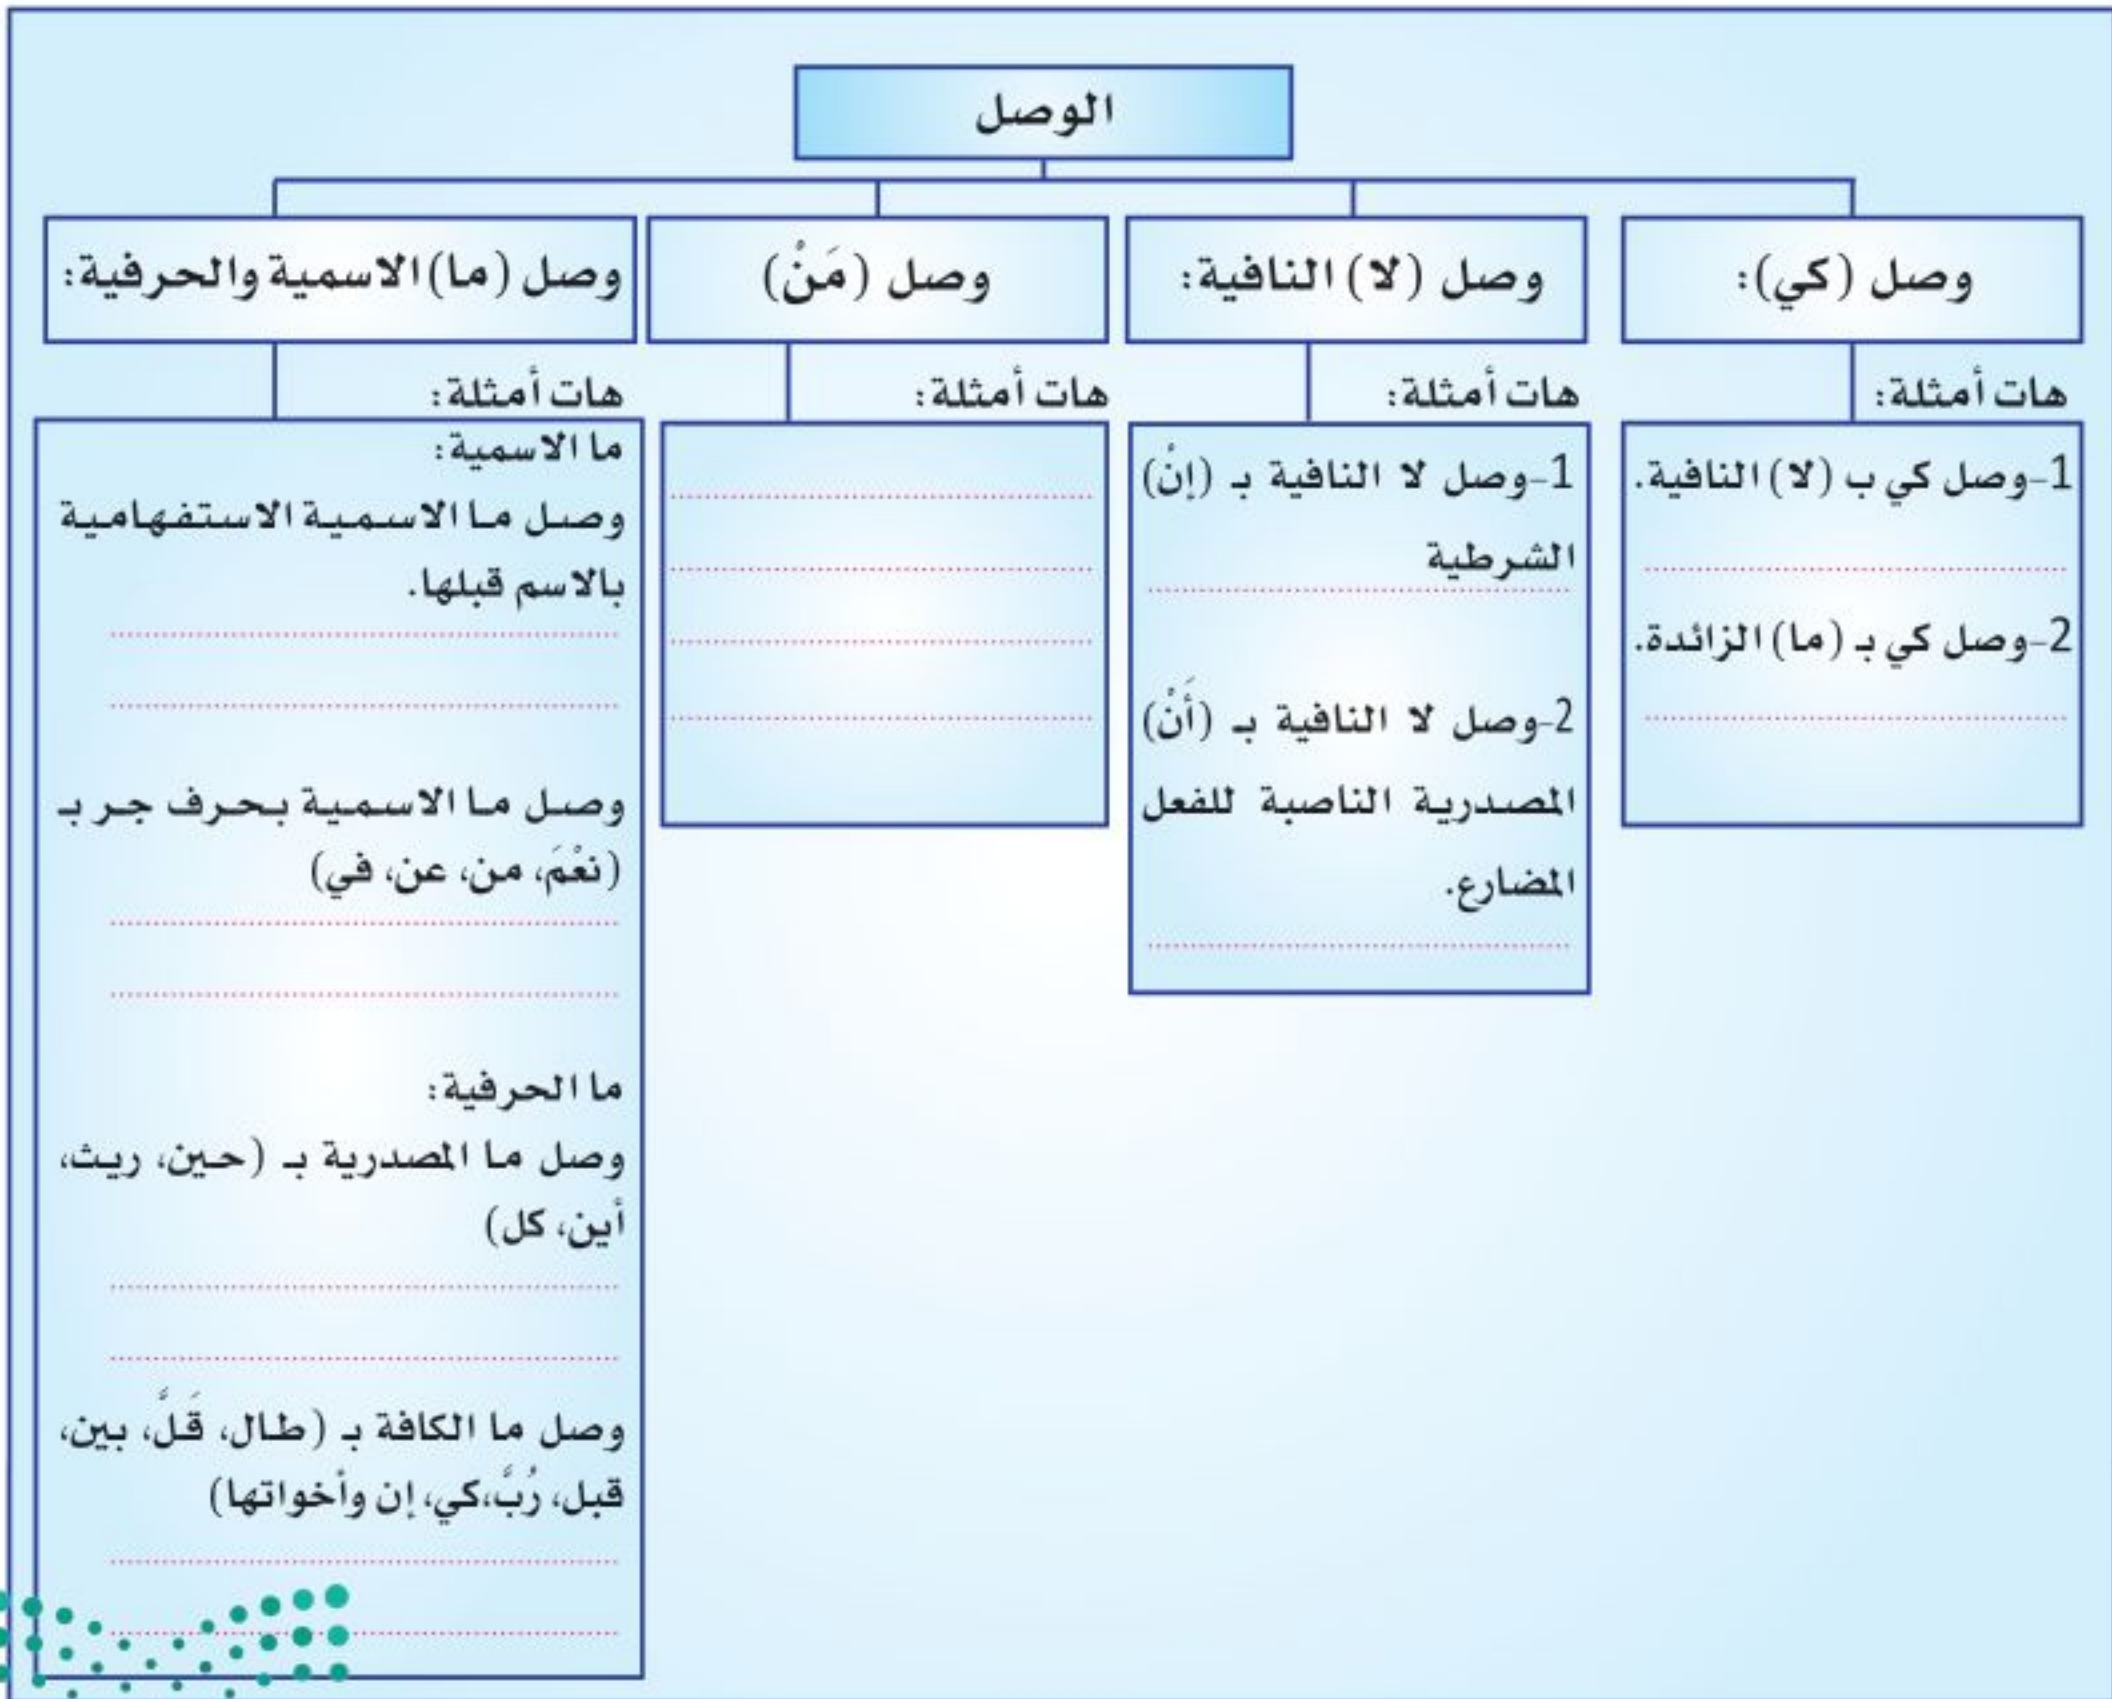 الوصل
وصل (كي):
هات أمثلة:
1-وصل كي ب (لا) النافية.
2-وصل كي بـ (ما) الزائدة.
وصل (لا) النافية:
هات أمثلة:
1-وصل لا النافية بـ (إنْ)
الشرطية
2-وصل لا النافية بـ (أَنْ)
المصدرية الناصبة للفعل
المضارع.
وصل (مَنْ)
هات أمثلة:
وصل (ما) الاسمية والحرفية:
هات أمثلة:
ما الاسمية:
وصل ما الاسمية الاستفهامية
بالاسم قبلها.
وصل ما الاسمية بحرف جر بـ
(نعْمَ، من، عن، في)
ما الحرفية:
وصل ما المصدرية بـ (حين، ريث،
أين، كل)
وصل ما الكافة بـ (طال، قَلَّ، بين،
قبل، رُبَّ،كي، إن وأخواتها)